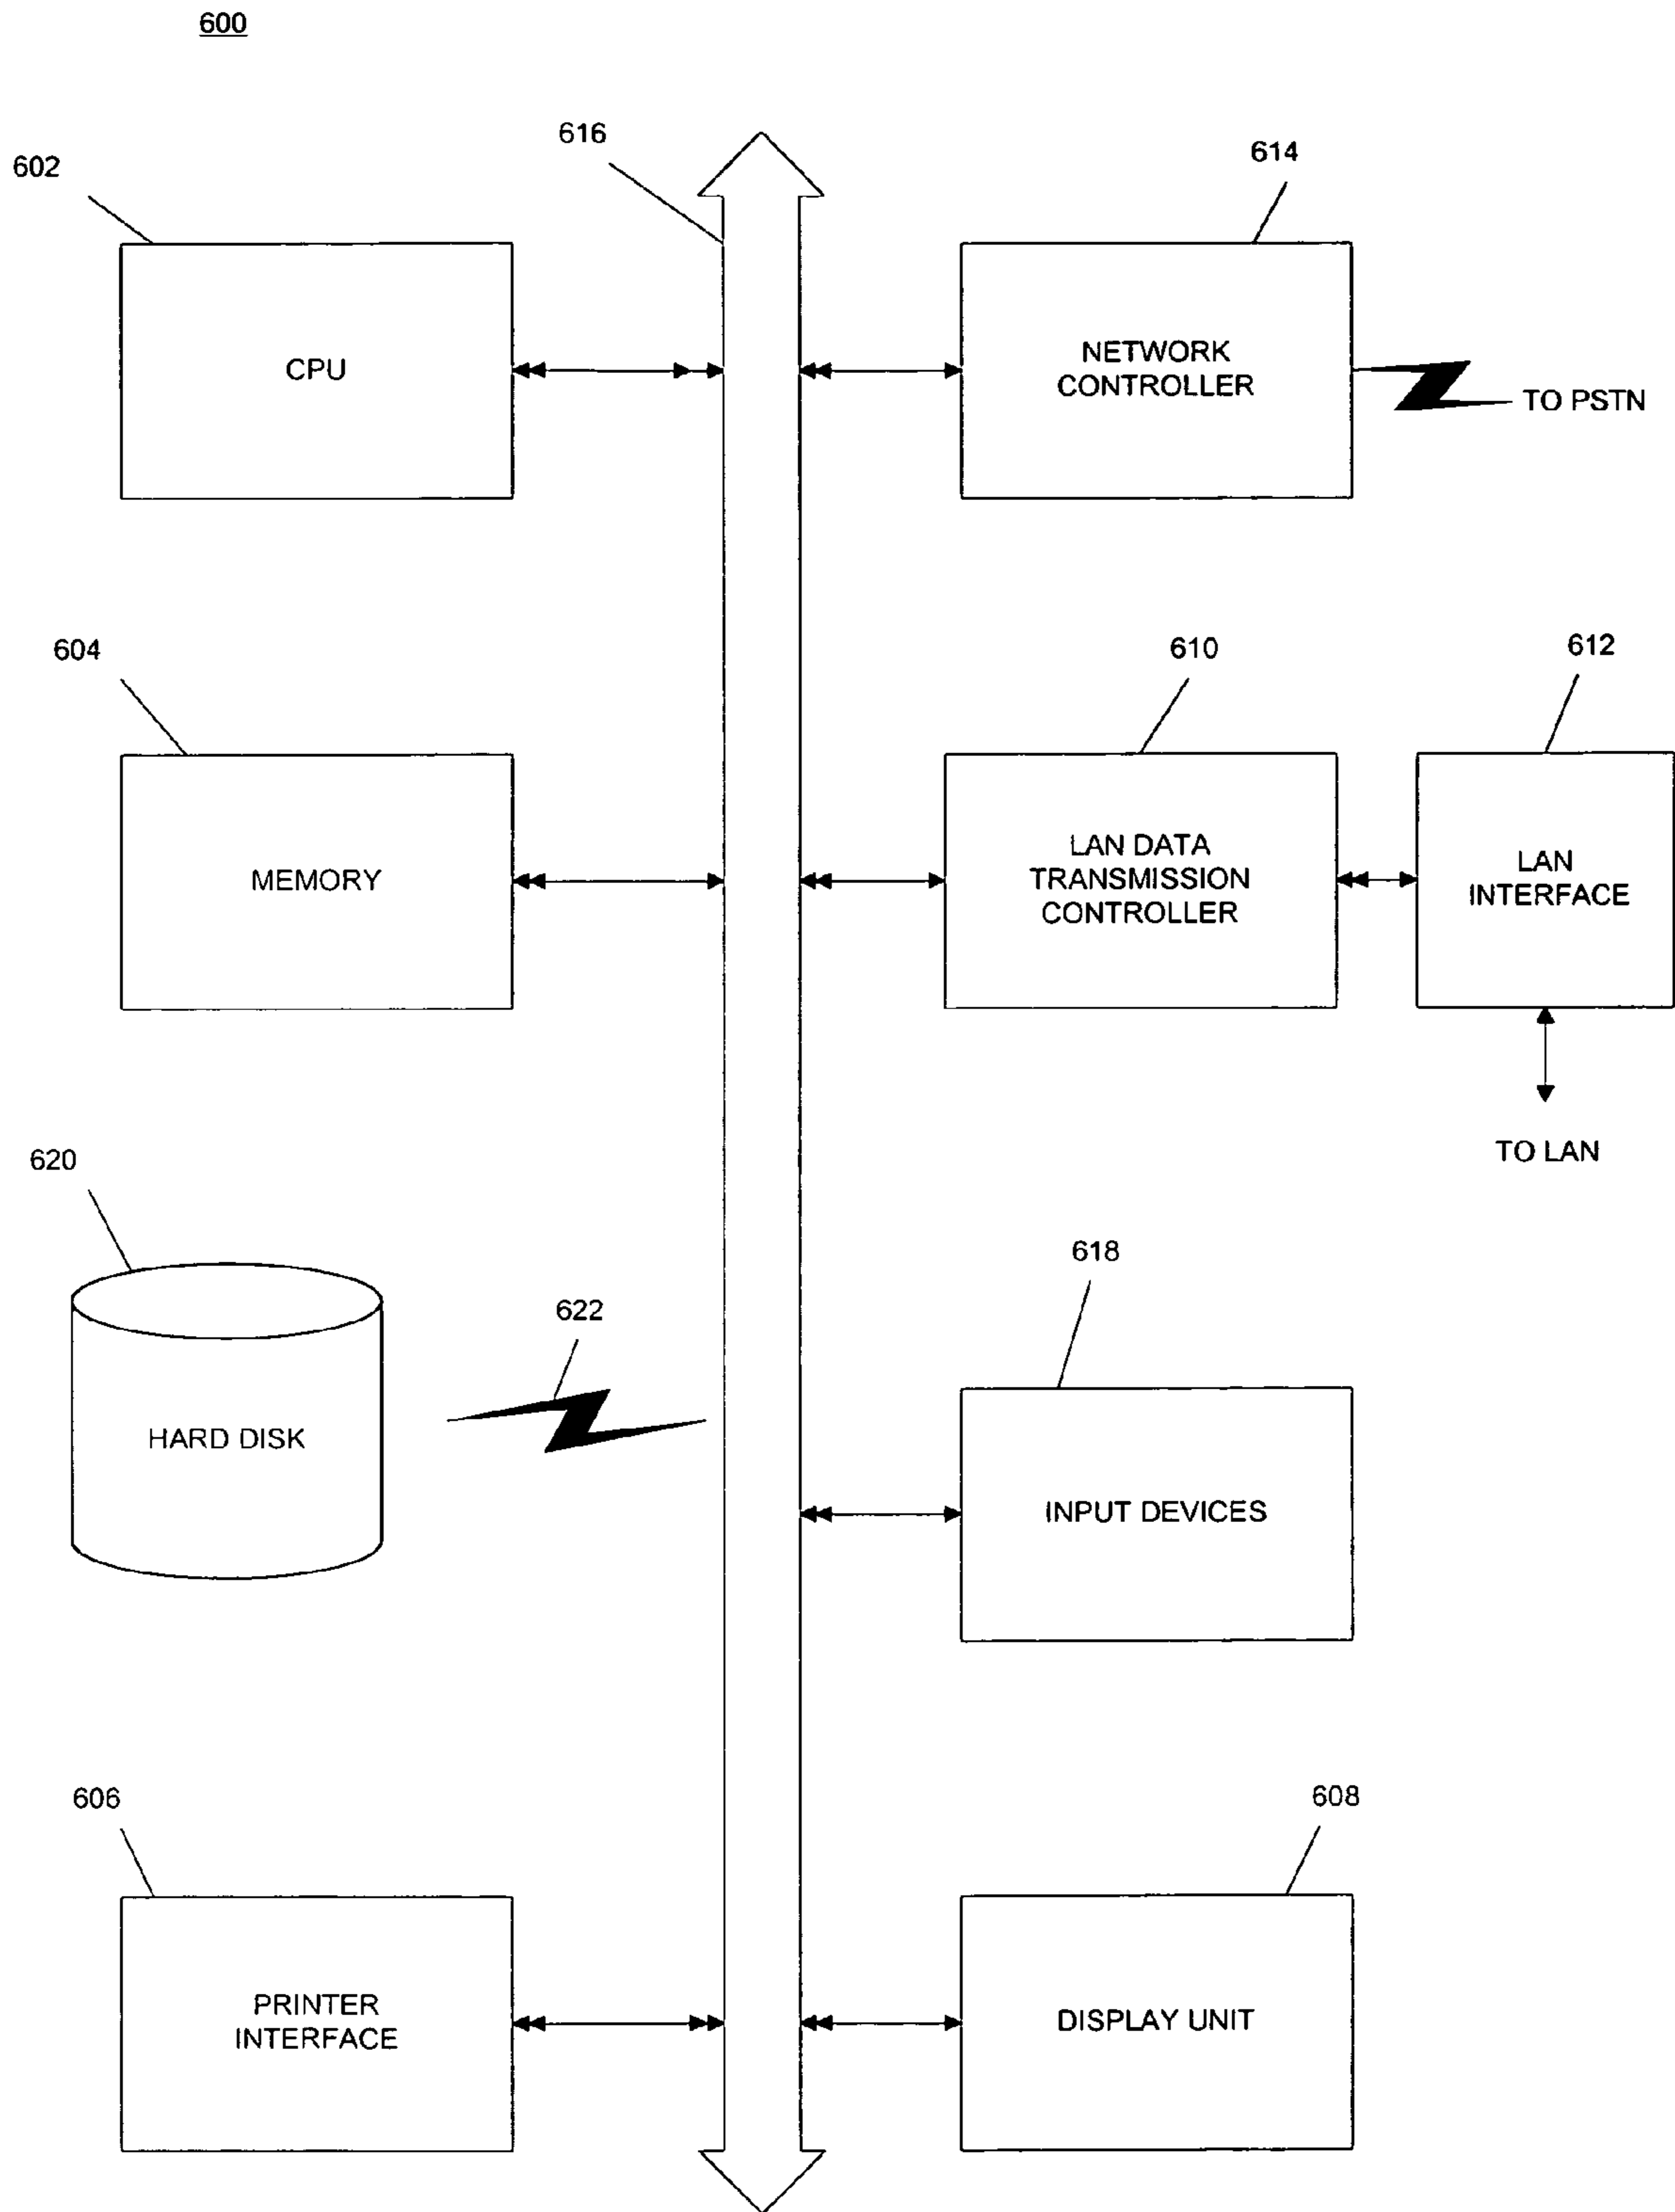 600
616
614
602
CPU
NETWORK
CONTROLLER
TO PSTN
604
610
612
MEMORY
LAN DATA
TRANSMISSION
CONTROLLER
LAN
INTERFACE
TO LAN
620
618
622
HARD DISK
INPUT DEVICES
606
608
PRINTER
INTERFACE
DISPLAY UNIT